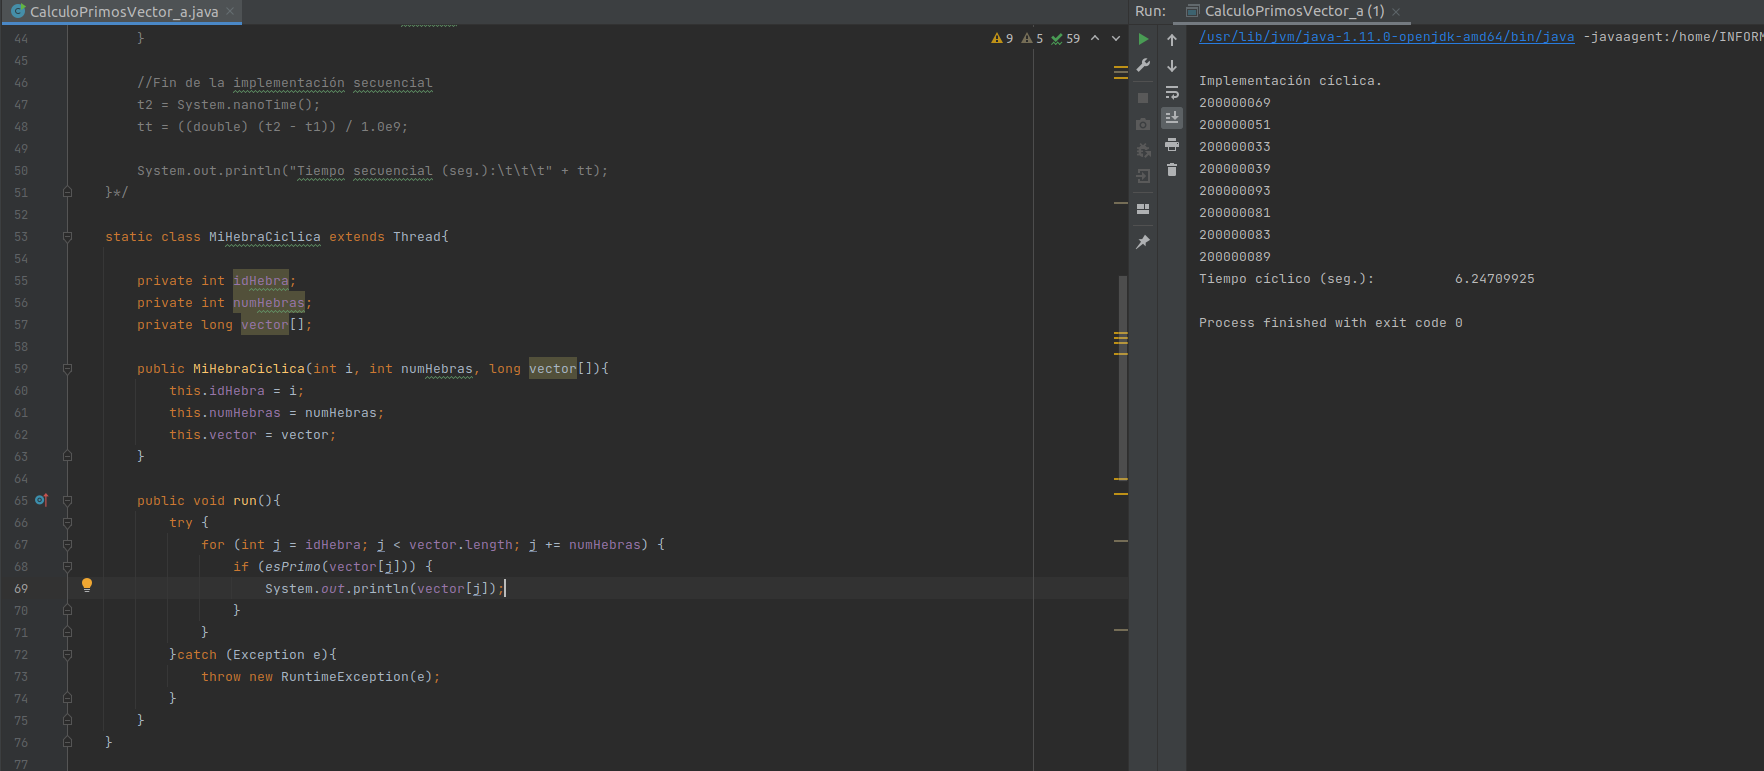 CalculoPrimosVector_a.java
9 5 59
44 }
45
46 //Fin de la implementación secuencial
47 t2 = System.nanoTime();
48 tt = ((double) (t2 - t1)) / 1.0e9;
49
50 System.out.println("Tiempo secuencial (seg.):\t\t\t" + tt);
51 }*/
52
53 static class MiHebraCiclica extends Thread{
54
55 private int idHebra;
56 private int numHebras;
57 private long vector[];
58
59 public MiHebraCiclica(int i, int numHebras, long vector[]){
60 this.idHebra = i;
61 this.numHebras = numHebras;
62 this.vector = vector;
63 }
64
65 public void run(){
66 try {
67 for (int j = idHebra; j < vector.length; j += numHebras) {
68 if (esPrimo(vector[j])) {
69 System.out.println(vector[j]);
70 }
71 }
72 }catch (Exception e){
73 throw new RuntimeException(e);
74 }
75 }
76 }
77
Run: CalculoPrimosVector_a (1)
/usr/lib/jvm/java-1.11.0-openjdk-amd64/bin/java -javaagent:/home/INFORM
Implementación cíclica.
200000069
200000051
200000033
200000039
200000093
200000081
200000083
200000089
Tiempo cíclico (seg.): 6.24709925
Process finished with exit code 0